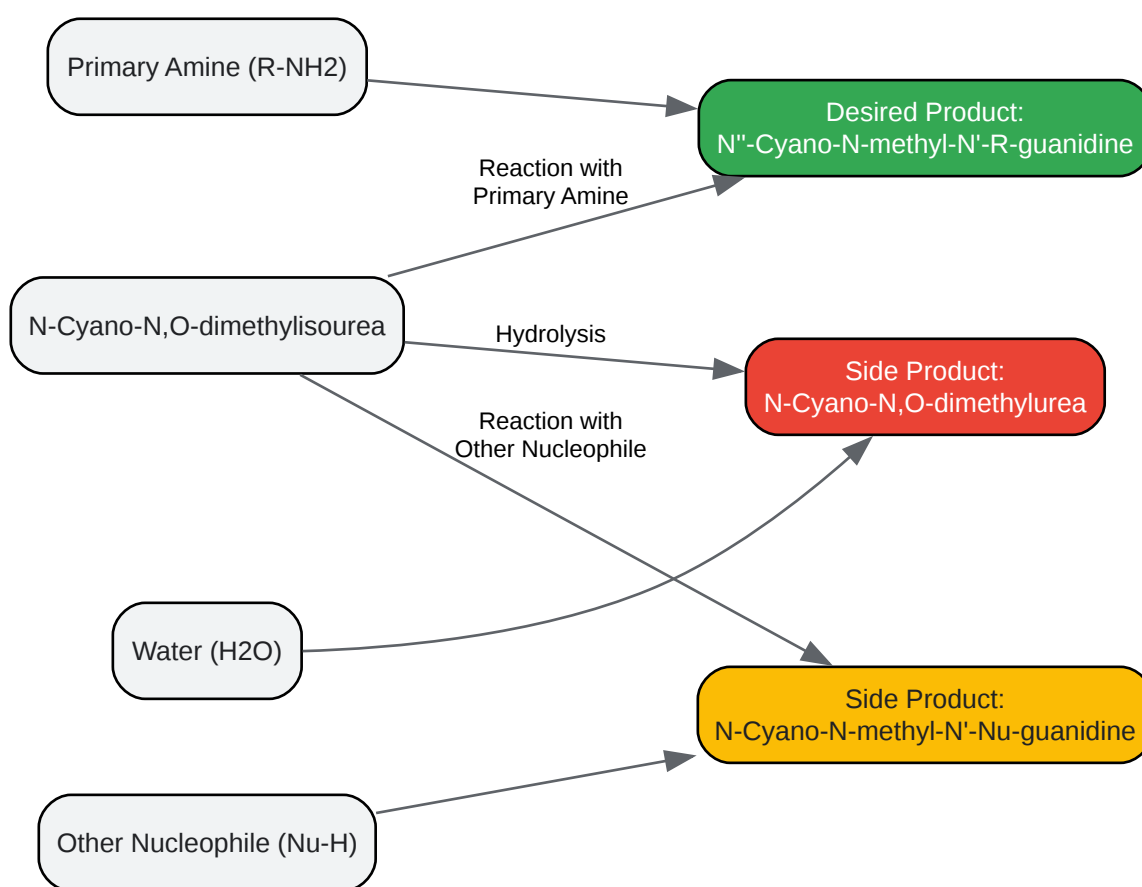 Primary Amine (R-NH2)
Desired Product:
N''-Cyano-N-methyl-N'-R-guanidine
Reaction with
Primary Amine
N-Cyano-N,O-dimethylisourea
Hydrolysis
Side Product:
N-Cyano-N,O-dimethylurea
Reaction with
Other Nucleophile
Water (H2O)
Side Product:
N-Cyano-N-methyl-N'-Nu-guanidine
Other Nucleophile (Nu-H)